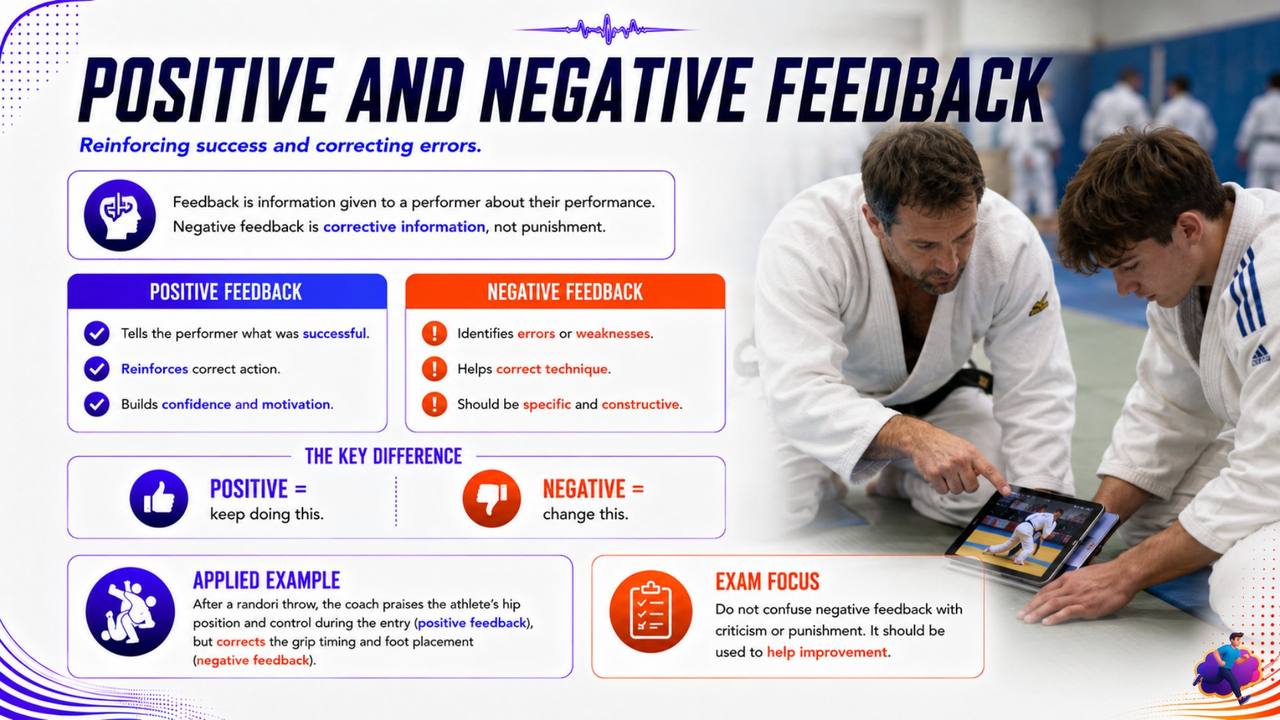 POSITIVE AND NEGATIVE FEEDBACK
Reinforcing success and correcting errors.
Feedback is information given to a performer about their performance.
Negative feedback is corrective information, not punishment.
POSITIVE FEEDBACK
Tells the performer what was successful.
Reinforces correct action.
Builds confidence and motivation.
NEGATIVE FEEDBACK
Identifies errors or weaknesses.
Helps correct technique.
Should be specific and constructive.
THE KEY DIFFERENCE
POSITIVE =
keep doing this.
NEGATIVE =
change this.
APPLIED EXAMPLE
After a randori throw, the coach praises the athlete's hip
position and control during the entry (positive feedback),
but corrects the grip timing and foot placement
(negative feedback).
EXAM FOCUS
Do not confuse negative feedback with
criticism or punishment. It should be
used to help improvement.
adidas